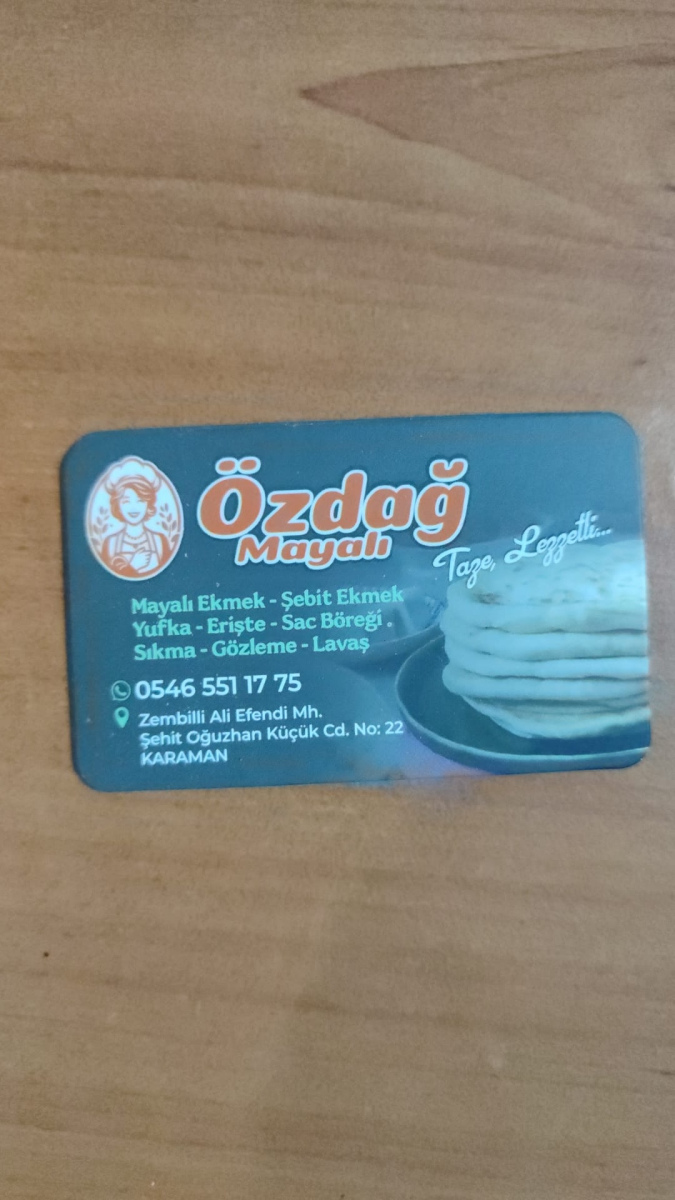 Özdağ
Mayalı
Taze, Lezzetli...
Mayalı Ekmek - Şebit Ekmek
Yufka - Erişte - Sac Böreği
Sıkma - Gözleme - Lavaş
0546 551 17 75
Zembilli Ali Efendi Mh.
Şehit Oğuzhan Küçük Cd. No: 22
KARAMAN